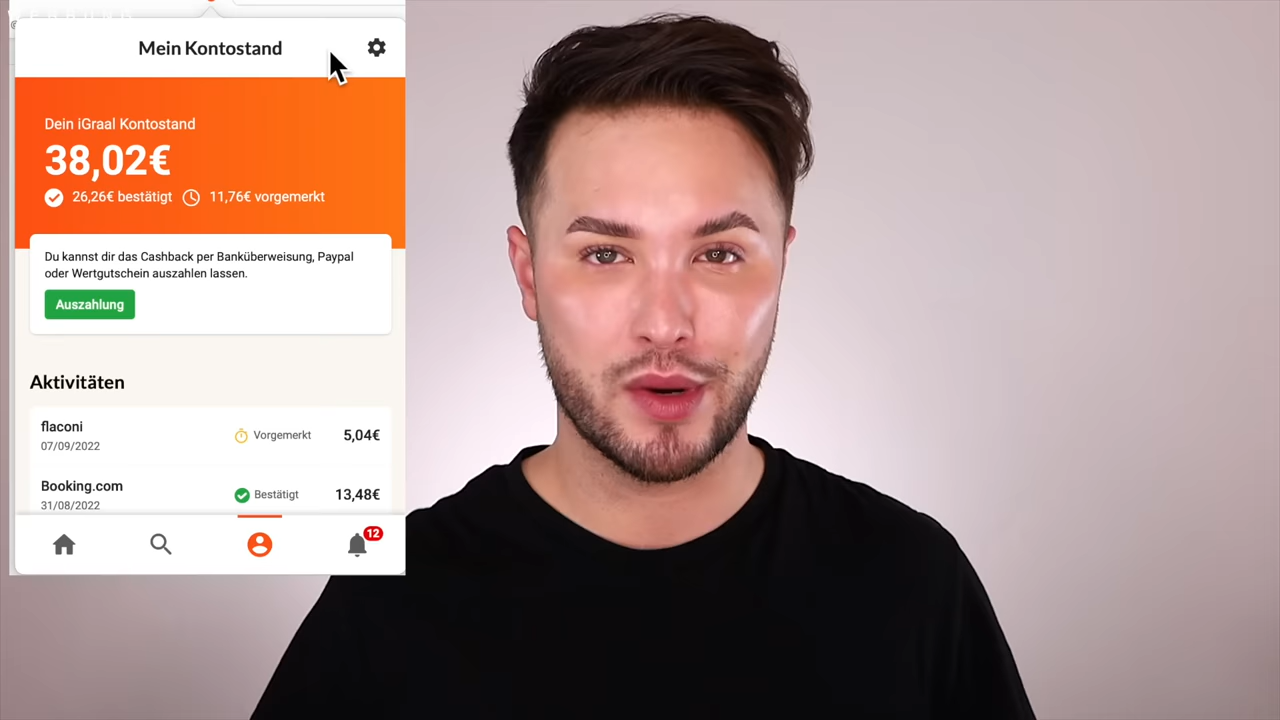 Mein Kontostand
Dein iGraal Kontostand
38,02€
26,26€ bestätigt 11,76€ vorgemerkt
Du kannst dir das Cashback per Banküberweisung, Paypal
oder Wertgutschein auszahlen lassen.
Auszahlung
Aktivitäten
flaconi
07/09/2022
Vorgemerkt
5,04€
Booking.com
31/08/2022
Bestätigt
13,48€
12